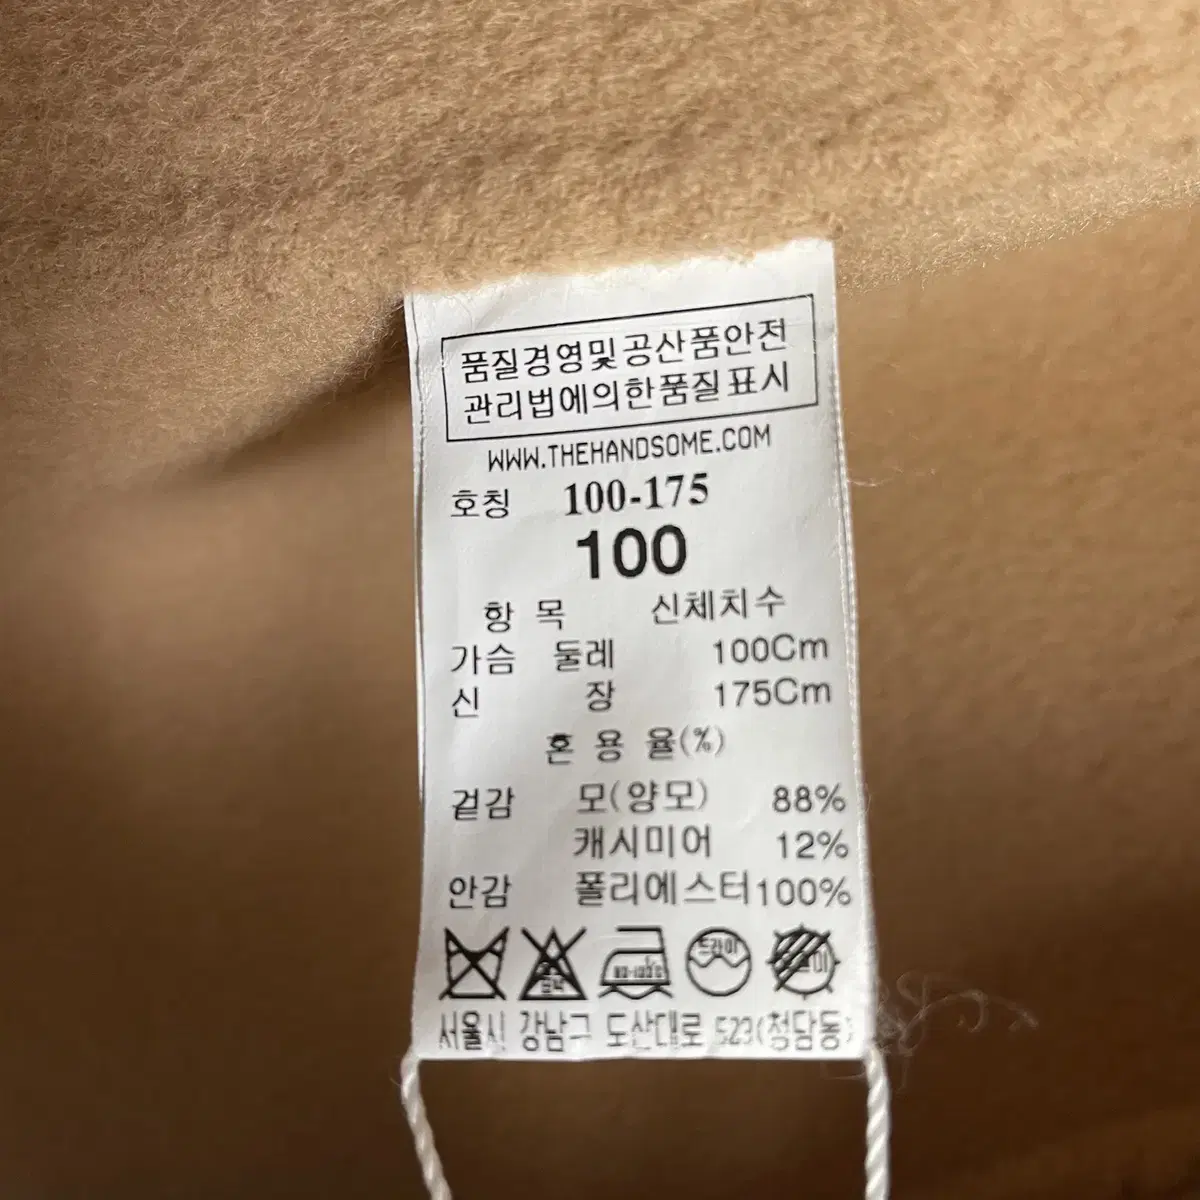 품질경영및공산품안전
관리법에의한품질표시
WWW.THEHANDSOME.COM
호칭 100-175
100
항 목 신체치수
가슴 둘레 100Cm
신 장 175Cm
혼 용 율(%)
겉감 모(양모) 88%
캐시미어 12%
안감 폴리에스터100%
드라이
서울시 강남구 도산대로 523(청담동)